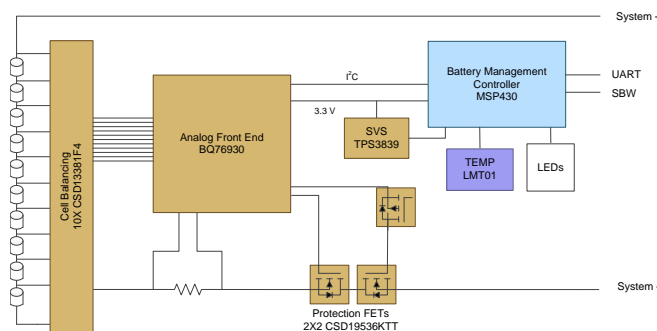 System -
I²C
Battery Management
Controller
MSP430
UART
SBW
3.3 V
Analog Front End
BQ76930
SVS
TPS3839
TEMP
LMT01
LEDs
Cell Balancing
10X CSD13381F4
System -
Protection FETs
2X2 CSD19536KTT